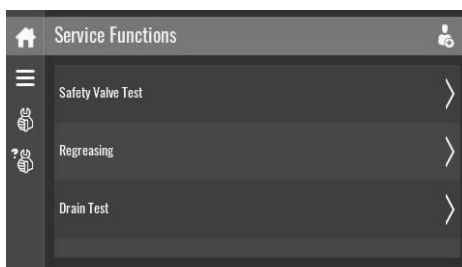 Service Functions
Safety Valve Test
?
Regreasing
Drain Test